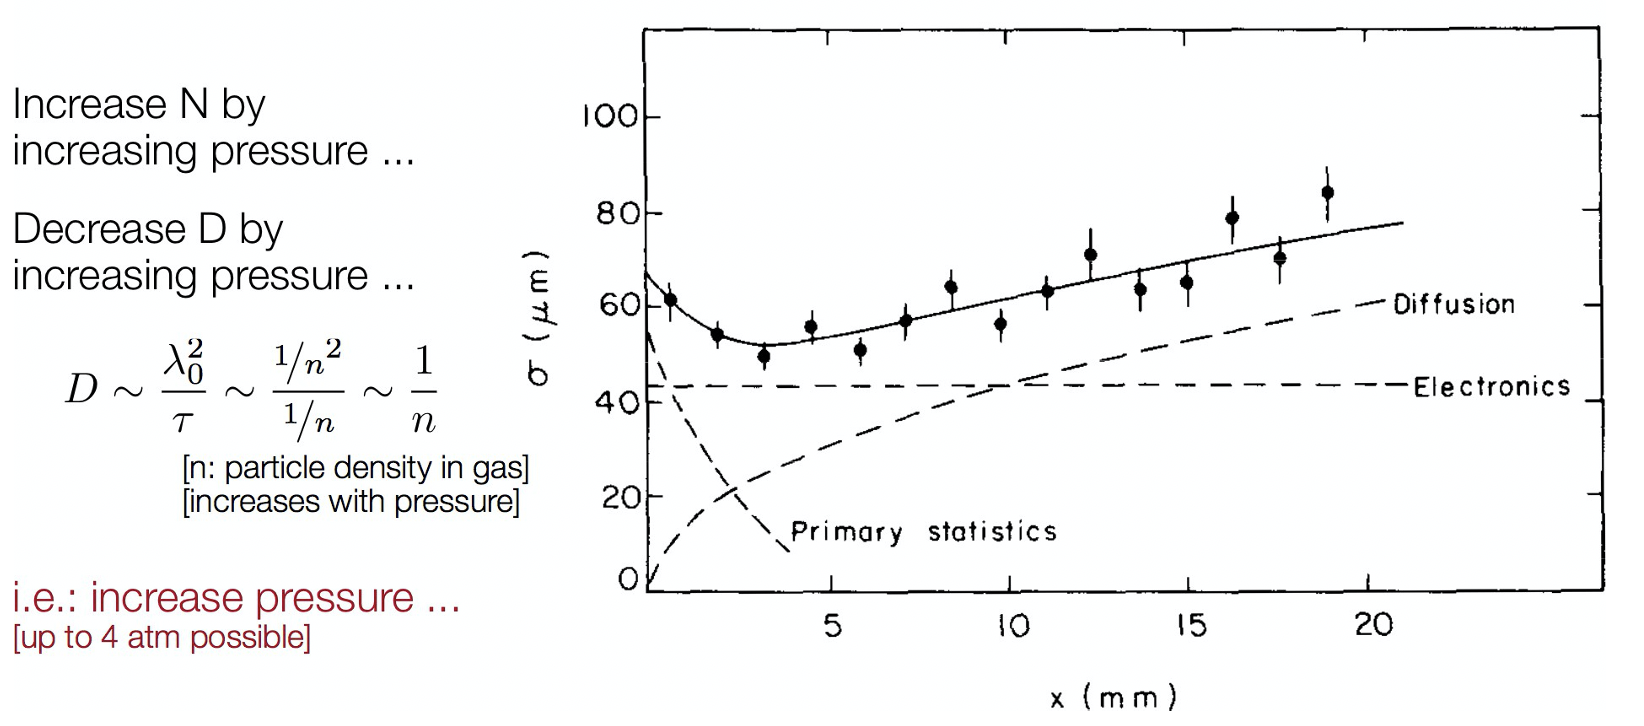 Increase N by
increasing pressure ...
Decrease D by
increasing pressure ...
D ~ λ₀²/τ ~ (1/n²)/(1/n) ~ 1/n
[n: particle density in gas]
[increases with pressure]
i.e.: increase pressure ...
[up to 4 atm possible]
σ (μm)
100
80
60
40
20
0
Diffusion
Electronics
Primary statistics
5 10 15 20
x (mm)